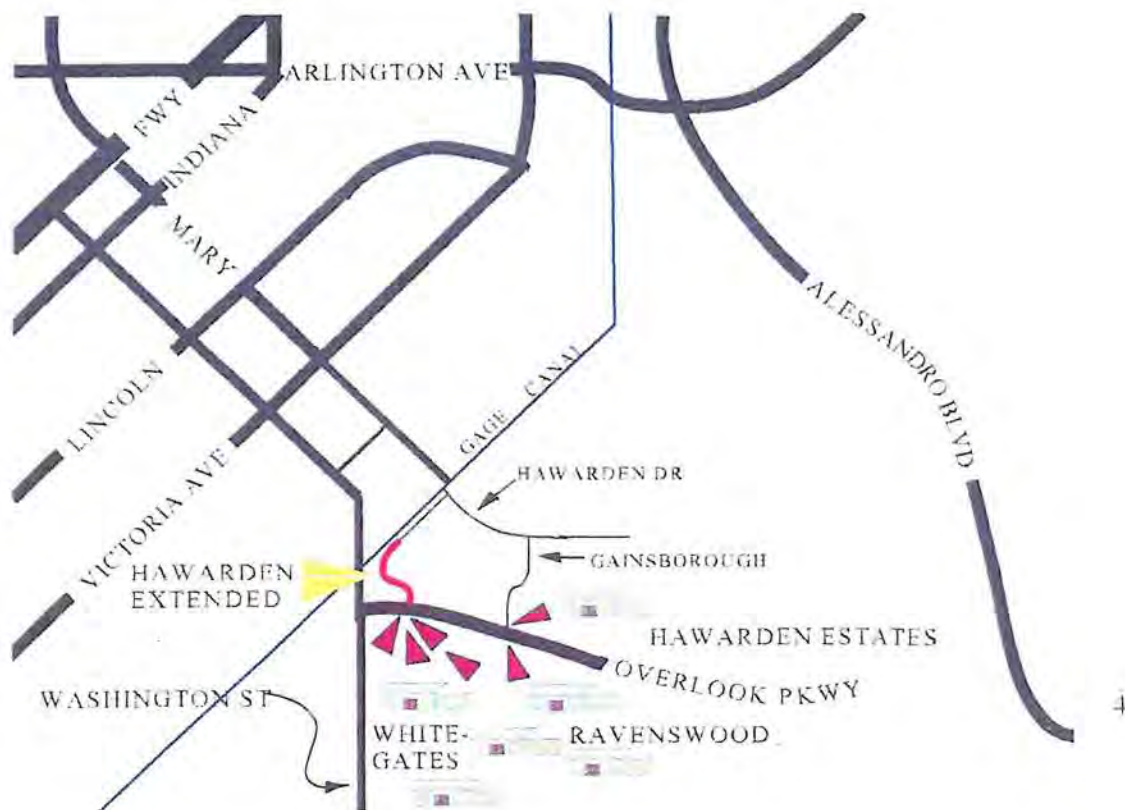 ARLINGTON AVE
FWY
INDIANA
MARY
ALESSANDRO BLVD
LINCOLN
GAGE CANAL
HAWARDEN DR
VICTORIA AVE
GAINSBOROUGH
HAWARDEN
EXTENDED
HAWARDEN ESTATES
OVERLOOK PKWY
WASHINGTON ST
4
WHITE-
GATES
RAVENSWOOD